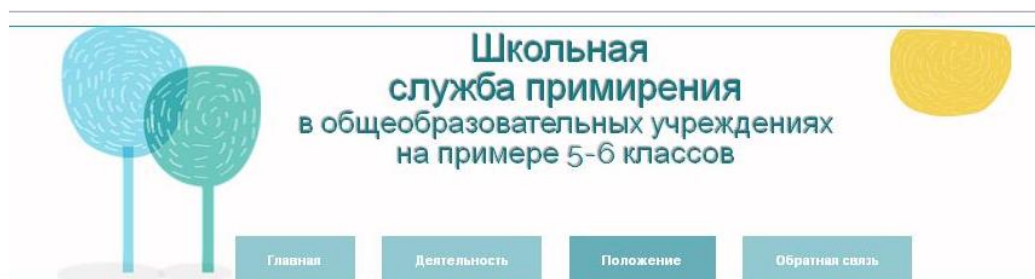 Школьная
служба примирения
в общеобразовательных учреждениях
на примере 5-6 классов
Главная Деятельность Положение Обратная связь